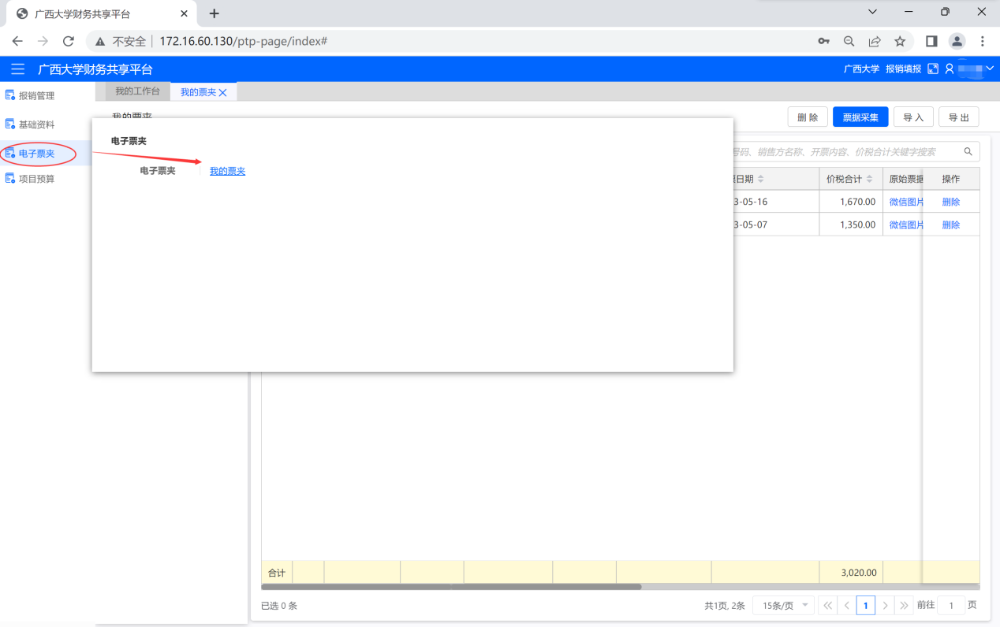 广西大学财务共享平台
不安全 172.16.60.130/ptp-page/index#
广西大学财务共享平台 广西大学 报销填报
报销管理
基础资料
电子票夹
项目预算
我的工作台 我的票夹
我的票夹 删 除 票据采集 导 入 导 出
电子票夹
电子票夹 我的票夹
号码、销售方名称、开票内容、价税合计关键字搜索
日期 价税合计 原始票据 操作
3-05-16 1,670.00 微信图片 删除
3-05-07 1,350.00 微信图片 删除
合计 3,020.00
已选 0 条 共1页, 2条 15条/页 1 前往 1 页